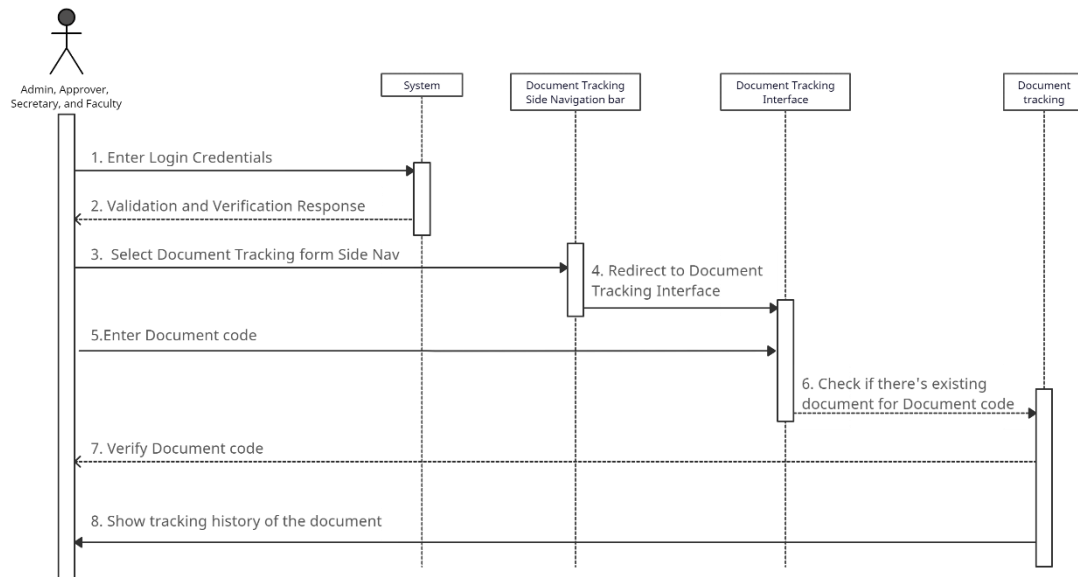 Admin, Approver,
Secretary, and Faculty
System
Document Tracking
Side Navigation bar
Document Tracking
Interface
Document
tracking
1. Enter Login Credentials
2. Validation and Verification Response
3. Select Document Tracking form Side Nav
4. Redirect to Document
Tracking Interface
5.Enter Document code
6. Check if there's existing
document for Document code
7. Verify Document code
8. Show tracking history of the document